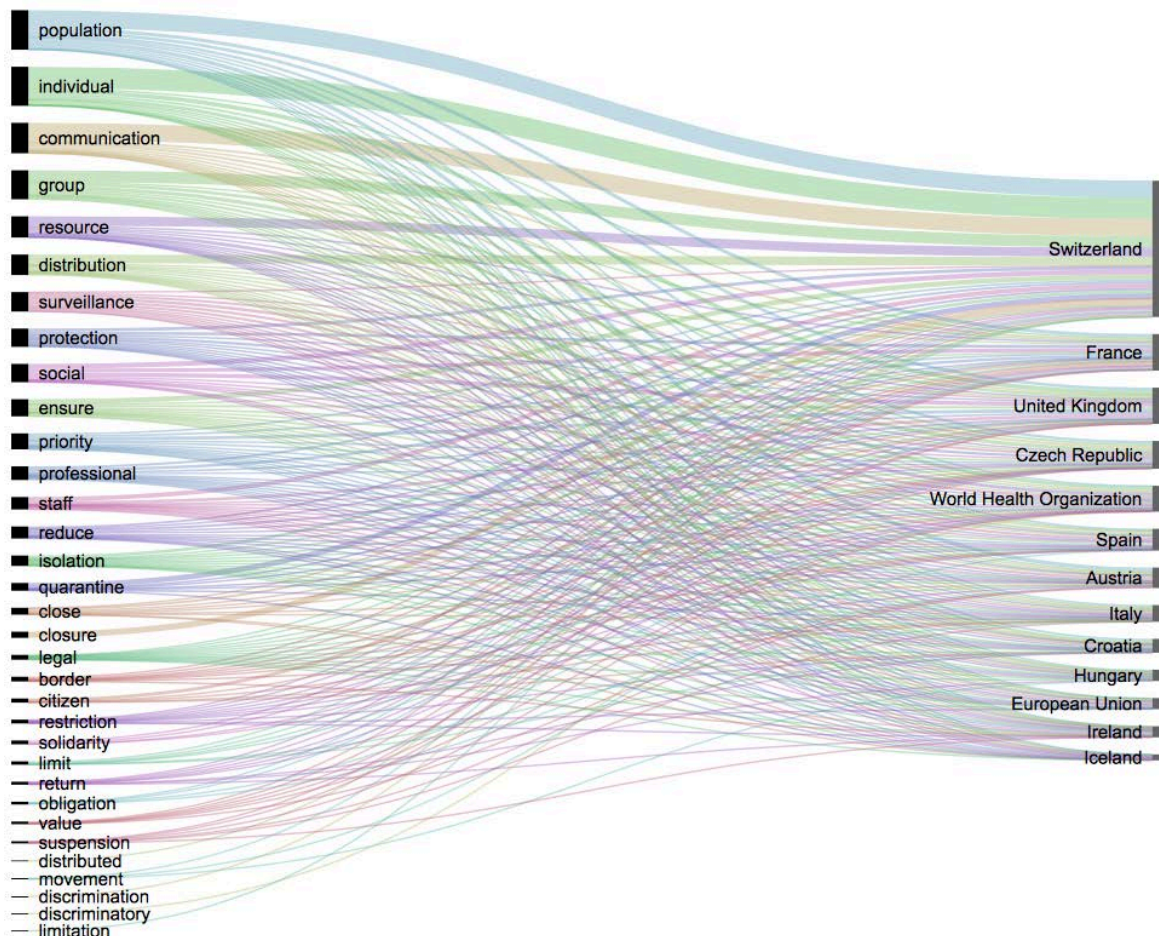 population
individual
communication
group
resource
distribution
surveillance
protection
social
ensure
priority
professional
staff
reduce
isolation
quarantine
close
closure
legal
border
citizen
restriction
solidarity
limit
return
obligation
value
suspension
distributed
movement
discrimination
discriminatory
limitation
Switzerland
France
United Kingdom
Czech Republic
World Health Organization
Spain
Austria
Italy
Croatia
Hungary
European Union
Ireland
Iceland